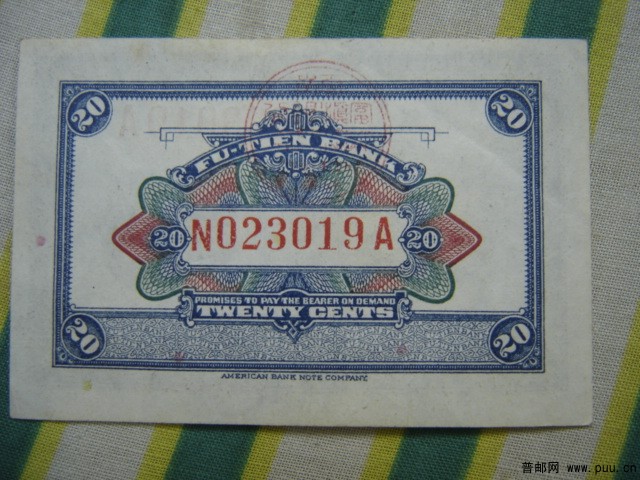 20 20
FU-TIEN BANK
20 N023019A 20
PROMISES TO PAY THE BEARER ON DEMAND
TWENTY CENTS
20 20
AMERICAN BANK NOTE COMPANY
普邮网 www.puu.cn